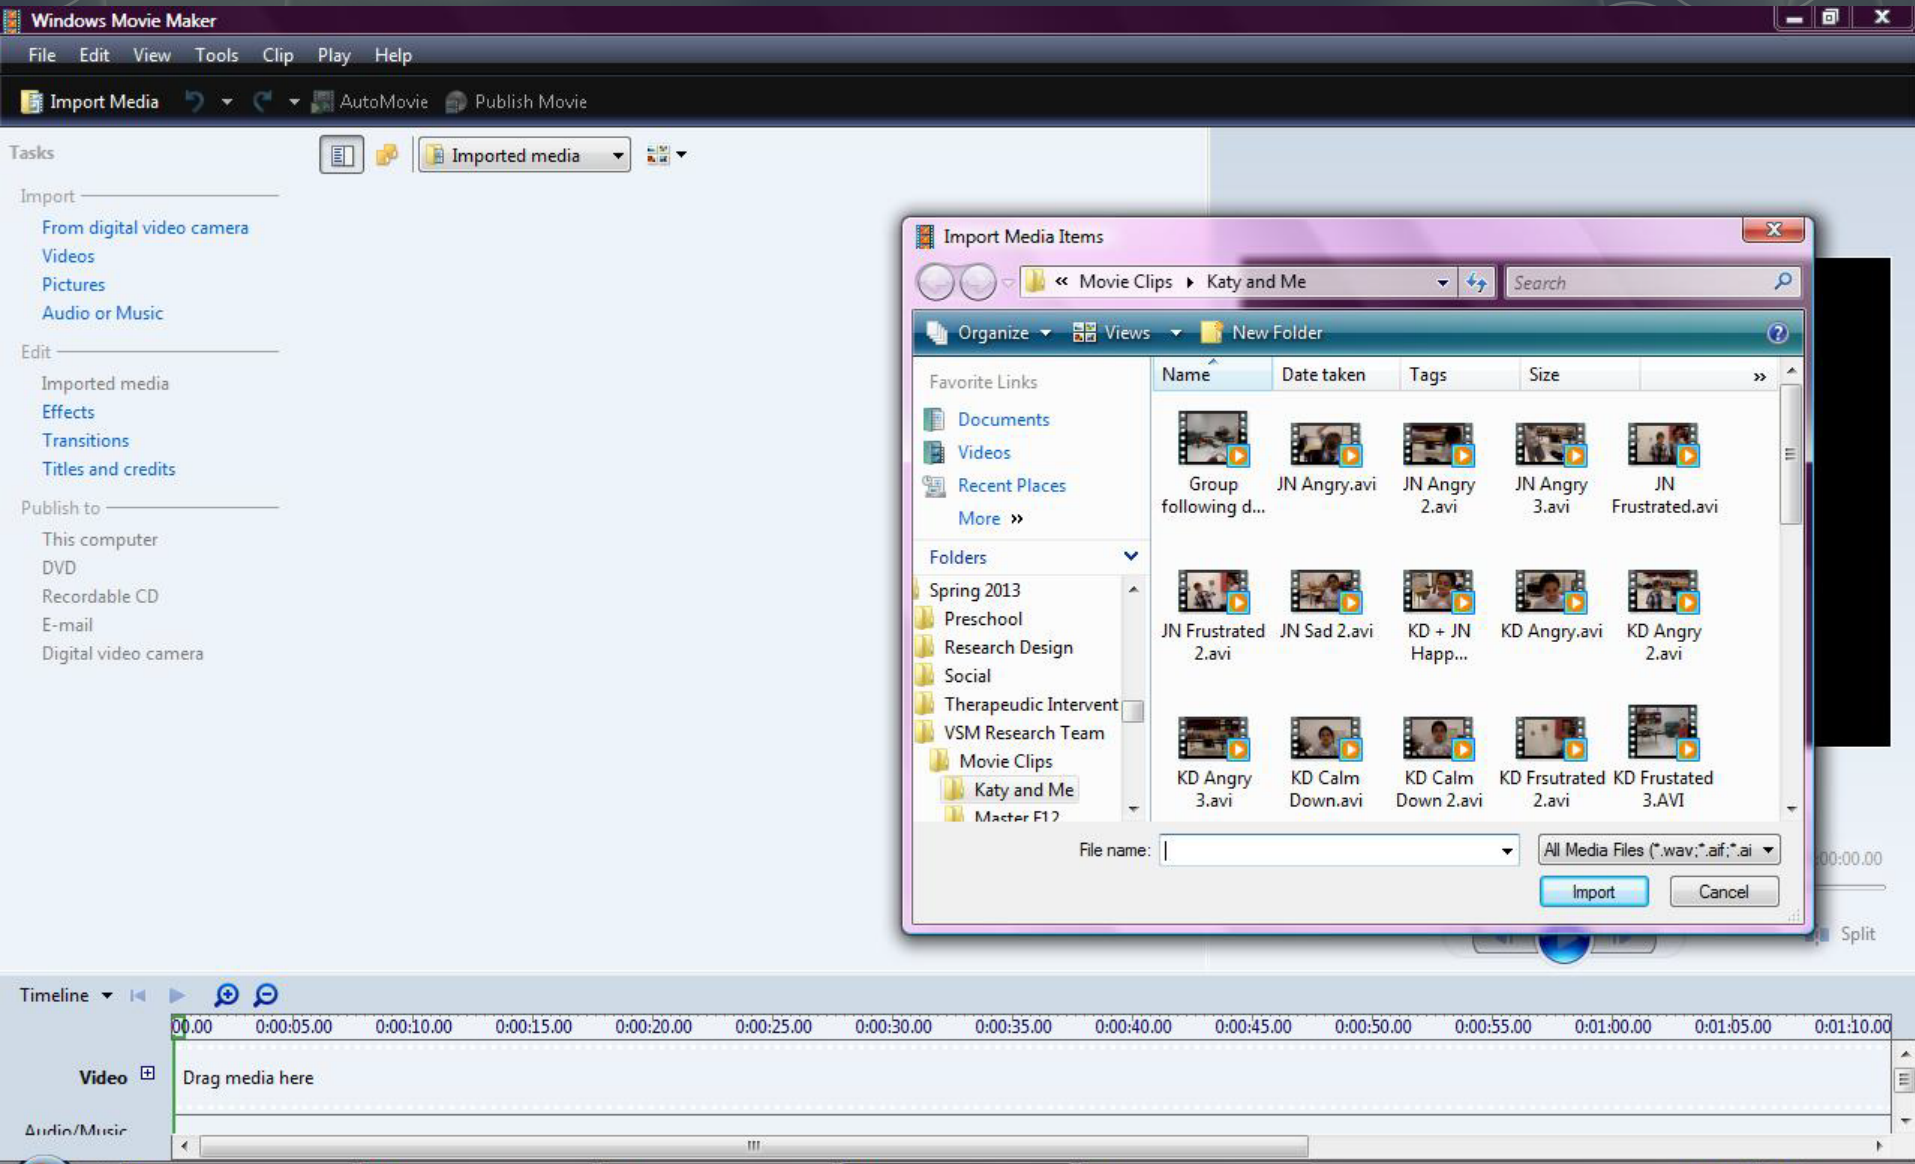 Windows Movie Maker
File Edit View Tools Clip Play Help
Import Media AutoMovie Publish Movie
Tasks
Imported media
Import
From digital video camera
Videos
Pictures
Audio or Music
Edit
Imported media
Effects
Transitions
Titles and credits
Publish to
This computer
DVD
Recordable CD
E-mail
Digital video camera
Import Media Items
« Movie Clips Katy and Me
Search
Organize Views New Folder
Favorite Links
Documents
Videos
Recent Places
More »
Folders
Spring 2013
Preschool
Research Design
Social
Therapeudic Intervent
VSM Research Team
Movie Clips
Katy and Me
Master F12
Name Date taken Tags Size »
Group
following d...
JN Angry.avi
JN Angry
2.avi
JN Angry
3.avi
JN
Frustrated.avi
JN Frustrated
2.avi
JN Sad 2.avi
KD + JN
Happ...
KD Angry.avi
KD Angry
2.avi
KD Angry
3.avi
KD Calm
Down.avi
KD Calm
Down 2.avi
KD Frsutrated
2.avi
KD Frustated
3.AVI
File name:
All Media Files (*.wav;*.aif;*.ai
Import Cancel
:00:00.00
Split
Timeline
00.00 0:00:05.00 0:00:10.00 0:00:15.00 0:00:20.00 0:00:25.00 0:00:30.00 0:00:35.00 0:00:40.00 0:00:45.00 0:00:50.00 0:00:55.00 0:01:00.00 0:01:05.00 0:01:10.00
Video Drag media here
Audio/Music